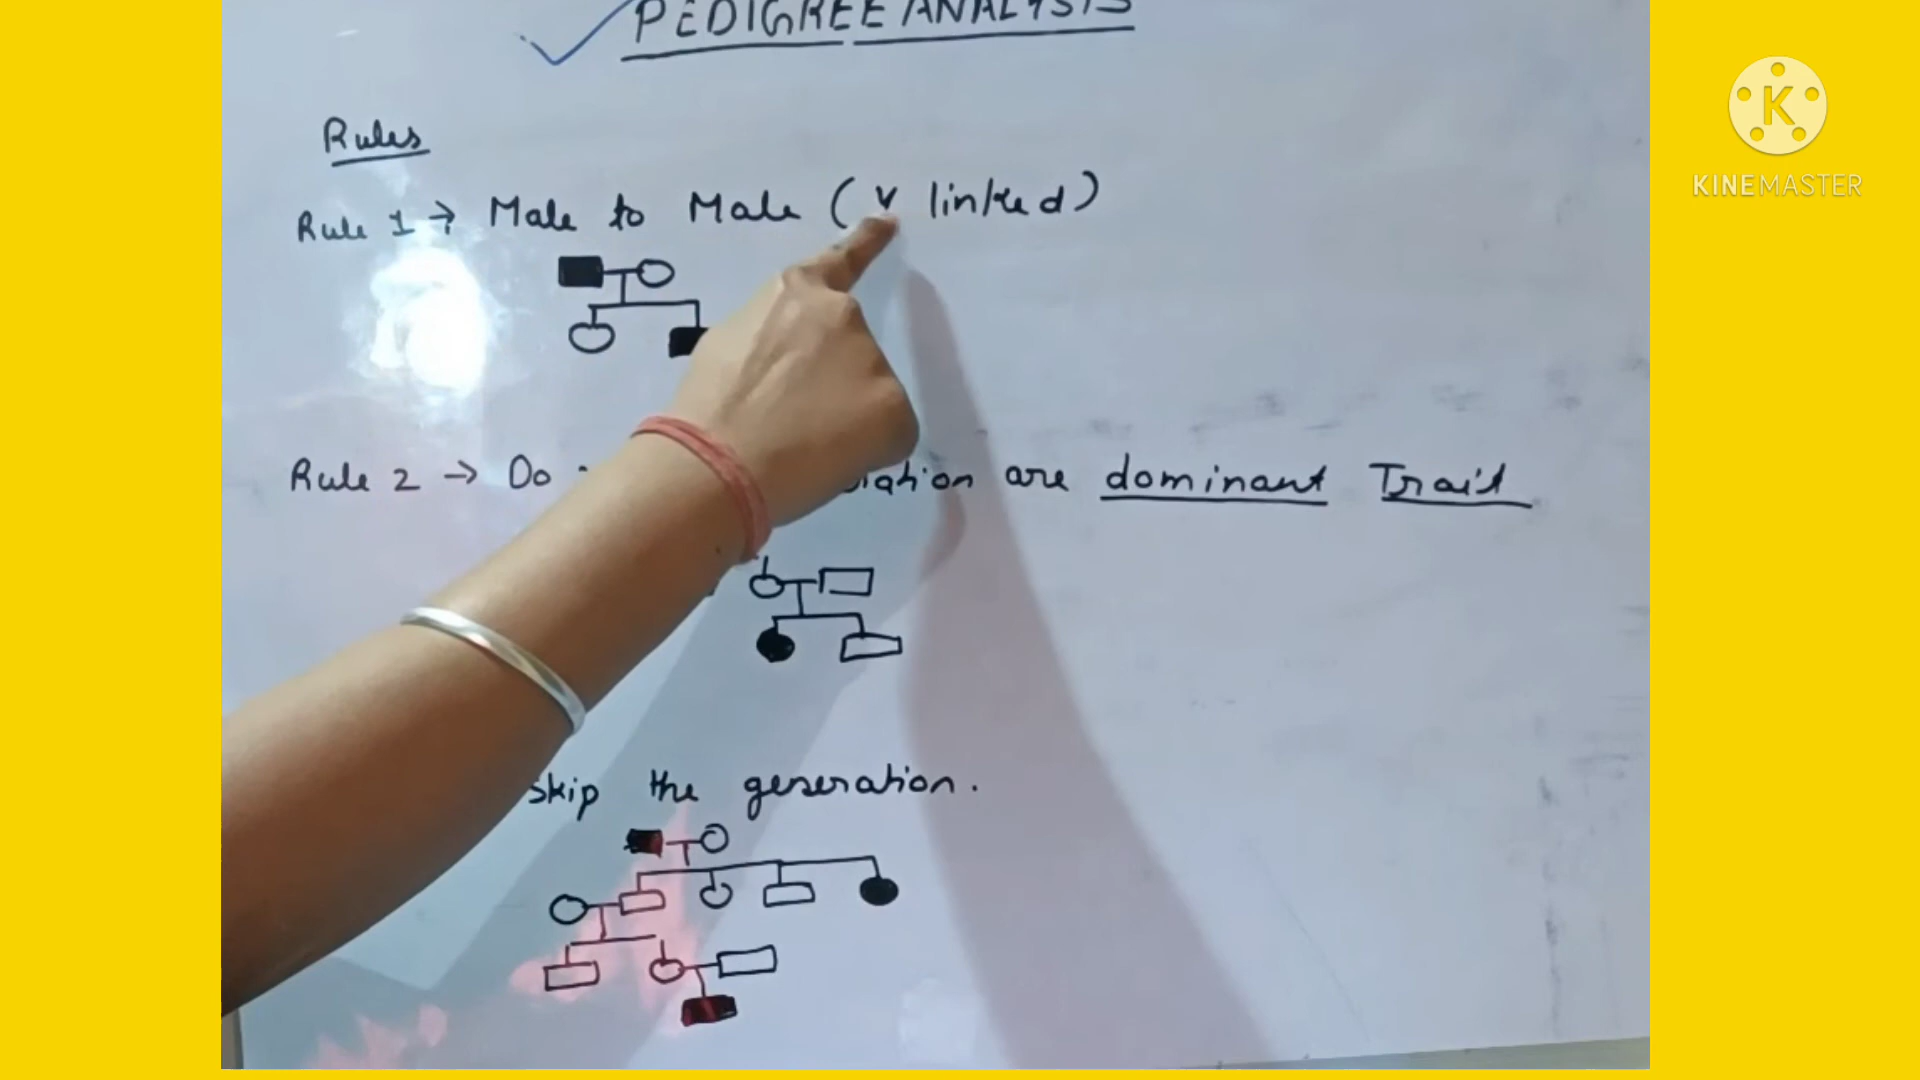 PEDIGREE ANALYSIS
K
KINEMASTER
Rules
Rule 1 → Male to Male ( Y linked)
Rule 2 → Do are dominant Trait
skip the generation.